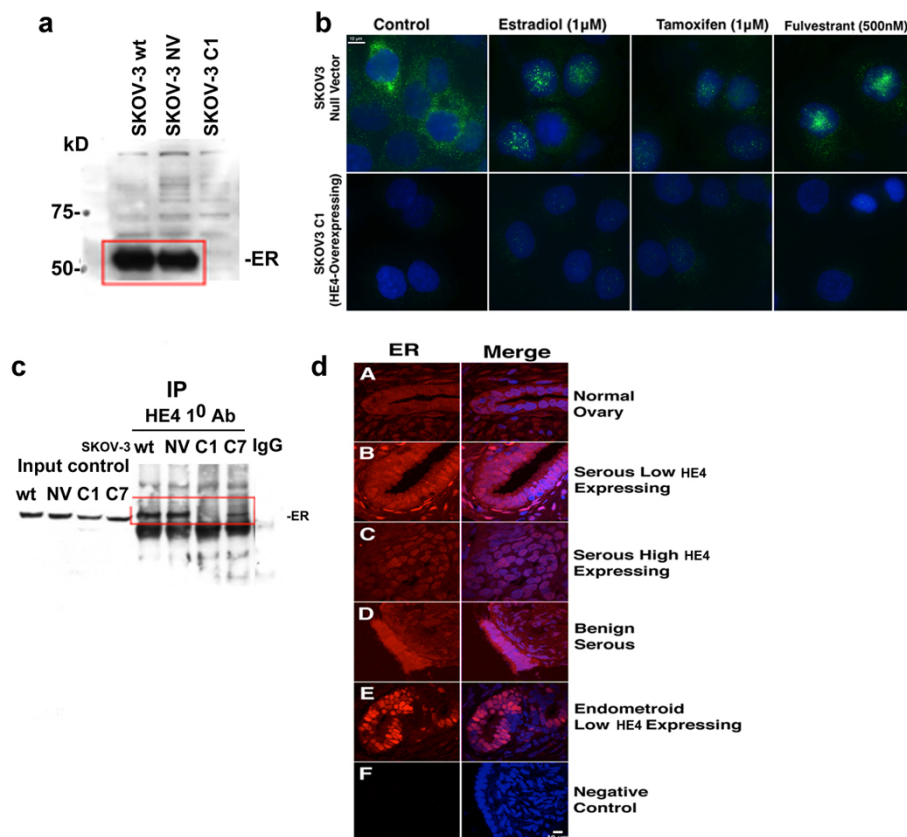 a
SKOV-3 wt
SKOV-3 NV
SKOV-3 C1
kD
75-
50-
-ER
b
Control
Estradiol (1µM)
Tamoxifen (1µM)
Fulvestrant (500nM)
10 µm
SKOV3
Null Vector
SKOV3 C1
(HE4-Overexpressing)
c
IP
HE4 1⁰ Ab
SKOV-3 wt NV C1 C7 IgG
Input control
wt NV C1 C7
-ER
d
ER Merge
A
Normal
Ovary
B
Serous Low HE4
Expressing
C
Serous High HE4
Expressing
D
Benign
Serous
E
Endometroid
Low HE4 Expressing
F
Negative
Control